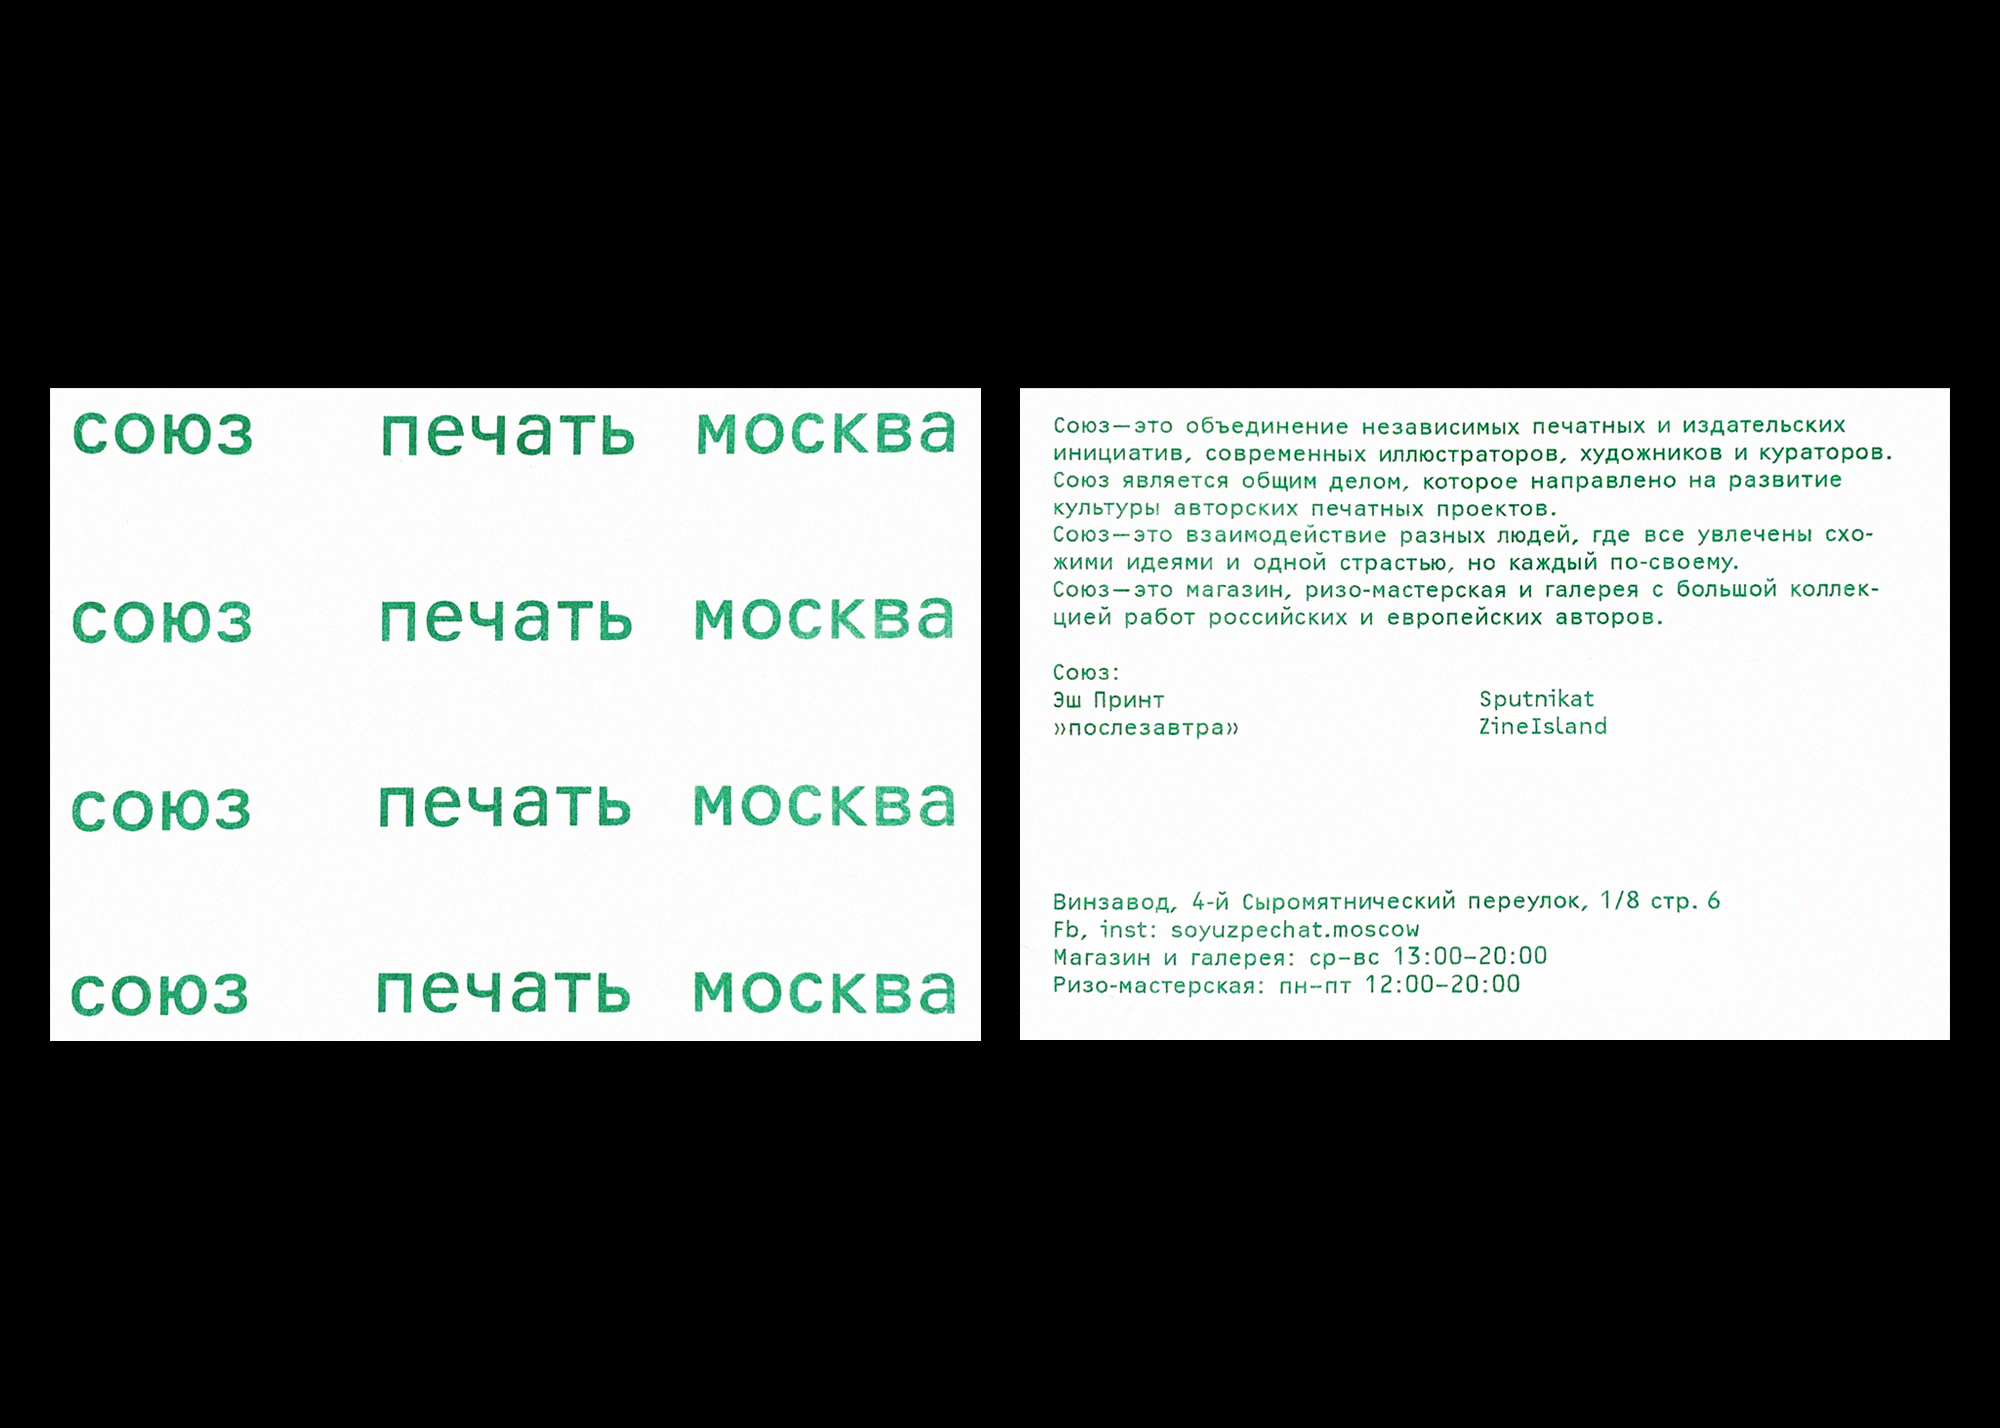 союз печать москва
союз печать москва
союз печать москва
союз печать москва
Союз—это объединение независимых печатных и издательских
инициатив, современных иллюстраторов, художников и кураторов.
Союз является общим делом, которое направлено на развитие
культуры авторских печатных проектов.
Союз—это взаимодействие разных людей, где все увлечены схо-
жими идеями и одной страстью, но каждый по-своему.
Союз—это магазин, ризо-мастерская и галерея с большой коллек-
цией работ российских и европейских авторов.
Союз:
Эш Принт Sputnikat
»послезавтра» ZineIsland
Винзавод, 4-й Сыромятнический переулок, 1/8 стр. 6
Fb, inst: soyuzpechat.moscow
Магазин и галерея: ср–вс 13:00–20:00
Ризо-мастерская: пн–пт 12:00–20:00